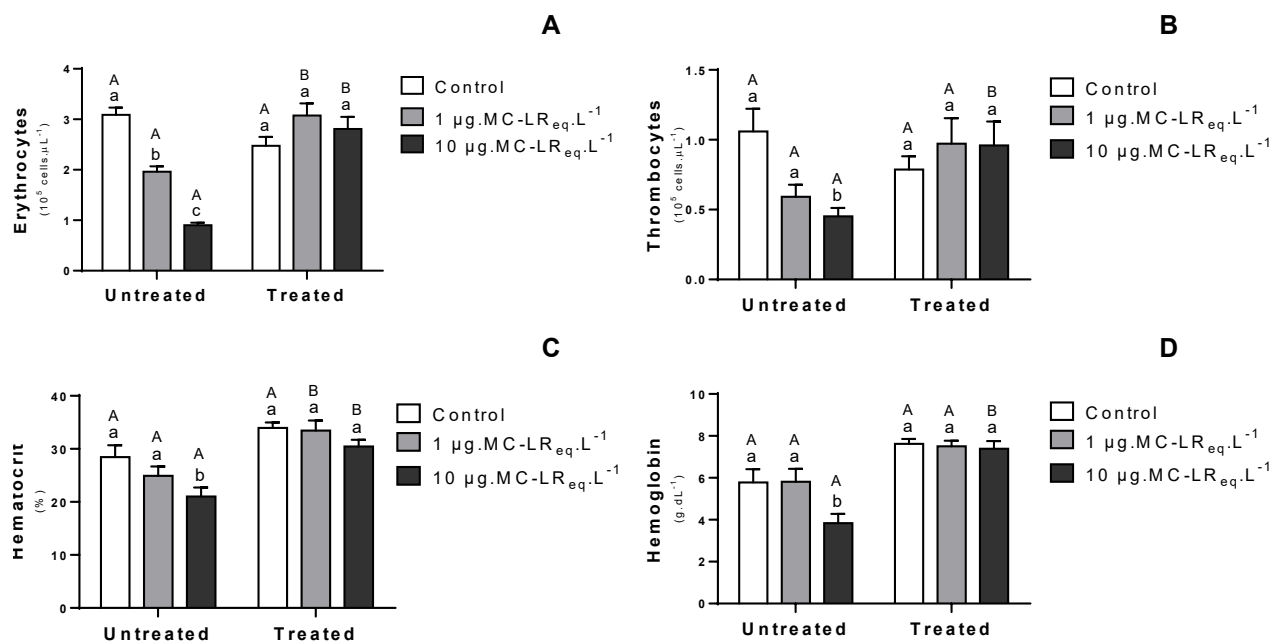 A
Erythrocytes
(10⁵ cells.µL⁻¹)
4
3
2
1
0
A A A A B B
a b c a a a
Untreated Treated
Control
1 µg.MC-LReq.L⁻¹
10 µg.MC-LReq.L⁻¹
B
Thrombocytes
(10⁵ cells.µL⁻¹)
1.5
1.0
0.5
0.0
A A A A A B
a a b a a a
Untreated Treated
Control
1 µg.MC-LReq.L⁻¹
10 µg.MC-LReq.L⁻¹
C
Hematocrit
(%)
40
30
20
10
0
A A A A B B
a a b a a a
Untreated Treated
Control
1 µg.MC-LReq.L⁻¹
10 µg.MC-LReq.L⁻¹
D
Hemoglobin
(g.dL⁻¹)
10
8
6
4
2
0
A A A A A B
a a b a a a
Untreated Treated
Control
1 µg.MC-LReq.L⁻¹
10 µg.MC-LReq.L⁻¹